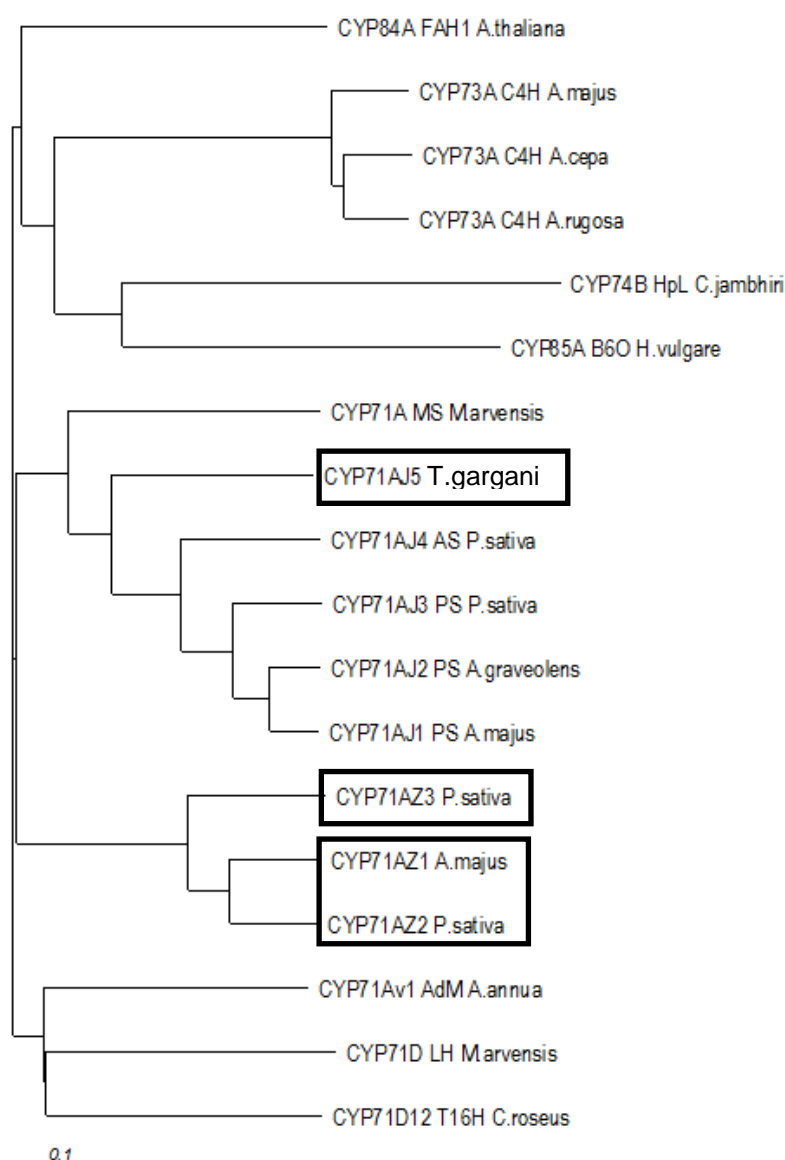 CYP84A FAH1 A.thaliana
CYP73A C4H A.majus
CYP73A C4H A.cepa
CYP73A C4H A.rugosa
CYP74B HpL C.jambhiri
CYP85A B6O H.vulgare
CYP71A MS M.arvensis
CYP71AJ5 T.gargani
CYP71AJ4 AS P.sativa
CYP71AJ3 PS P.sativa
CYP71AJ2 PS A.graveolens
CYP71AJ1 PS A.majus
CYP71AZ3 P.sativa
CYP71AZ1 A.majus
CYP71AZ2 P.sativa
CYP71Av1 AdM A.annua
CYP71D LH M.arvensis
CYP71D12 T16H C.roseus
0.1